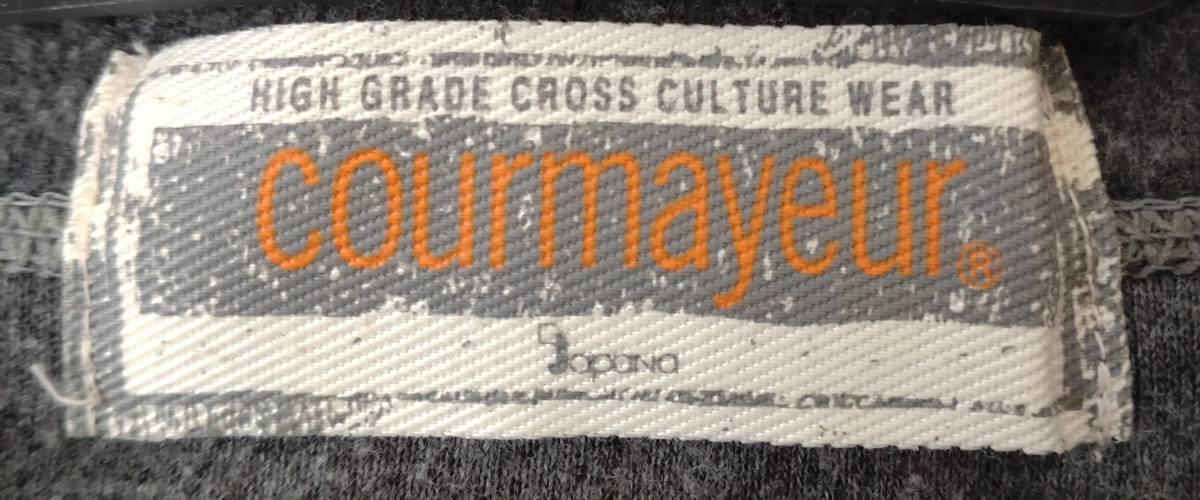 HIGH GRADE CROSS CULTURE WEAR
courmayeur®
Japana